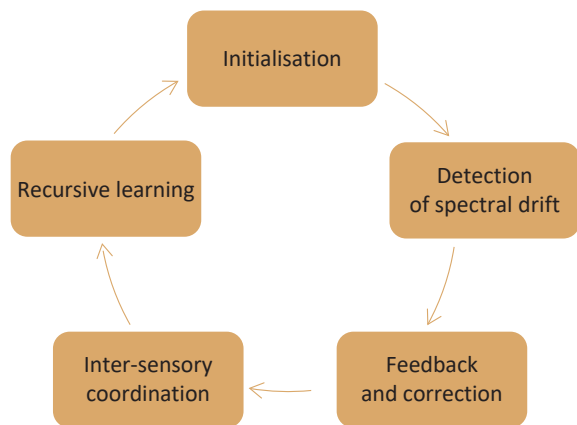 Initialisation
Detection
of spectral drift
Feedback
and correction
Inter-sensory
coordination
Recursive learning